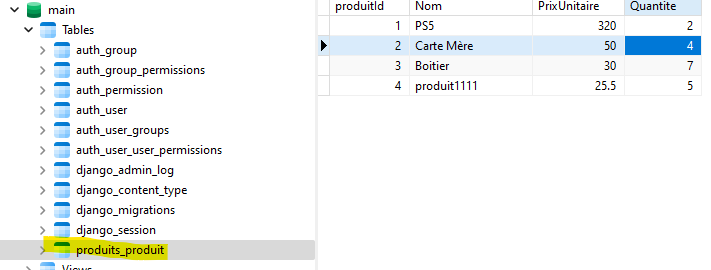 main
Tables
auth_group
auth_group_permissions
auth_permission
auth_user
auth_user_groups
auth_user_user_permissions
django_admin_log
django_content_type
django_migrations
django_session
produits_produit
Views
produitId Nom PrixUnitaire Quantite
1 PS5 320 2
2 Carte Mère 50 4
3 Boitier 30 7
4 produit1111 25.5 5